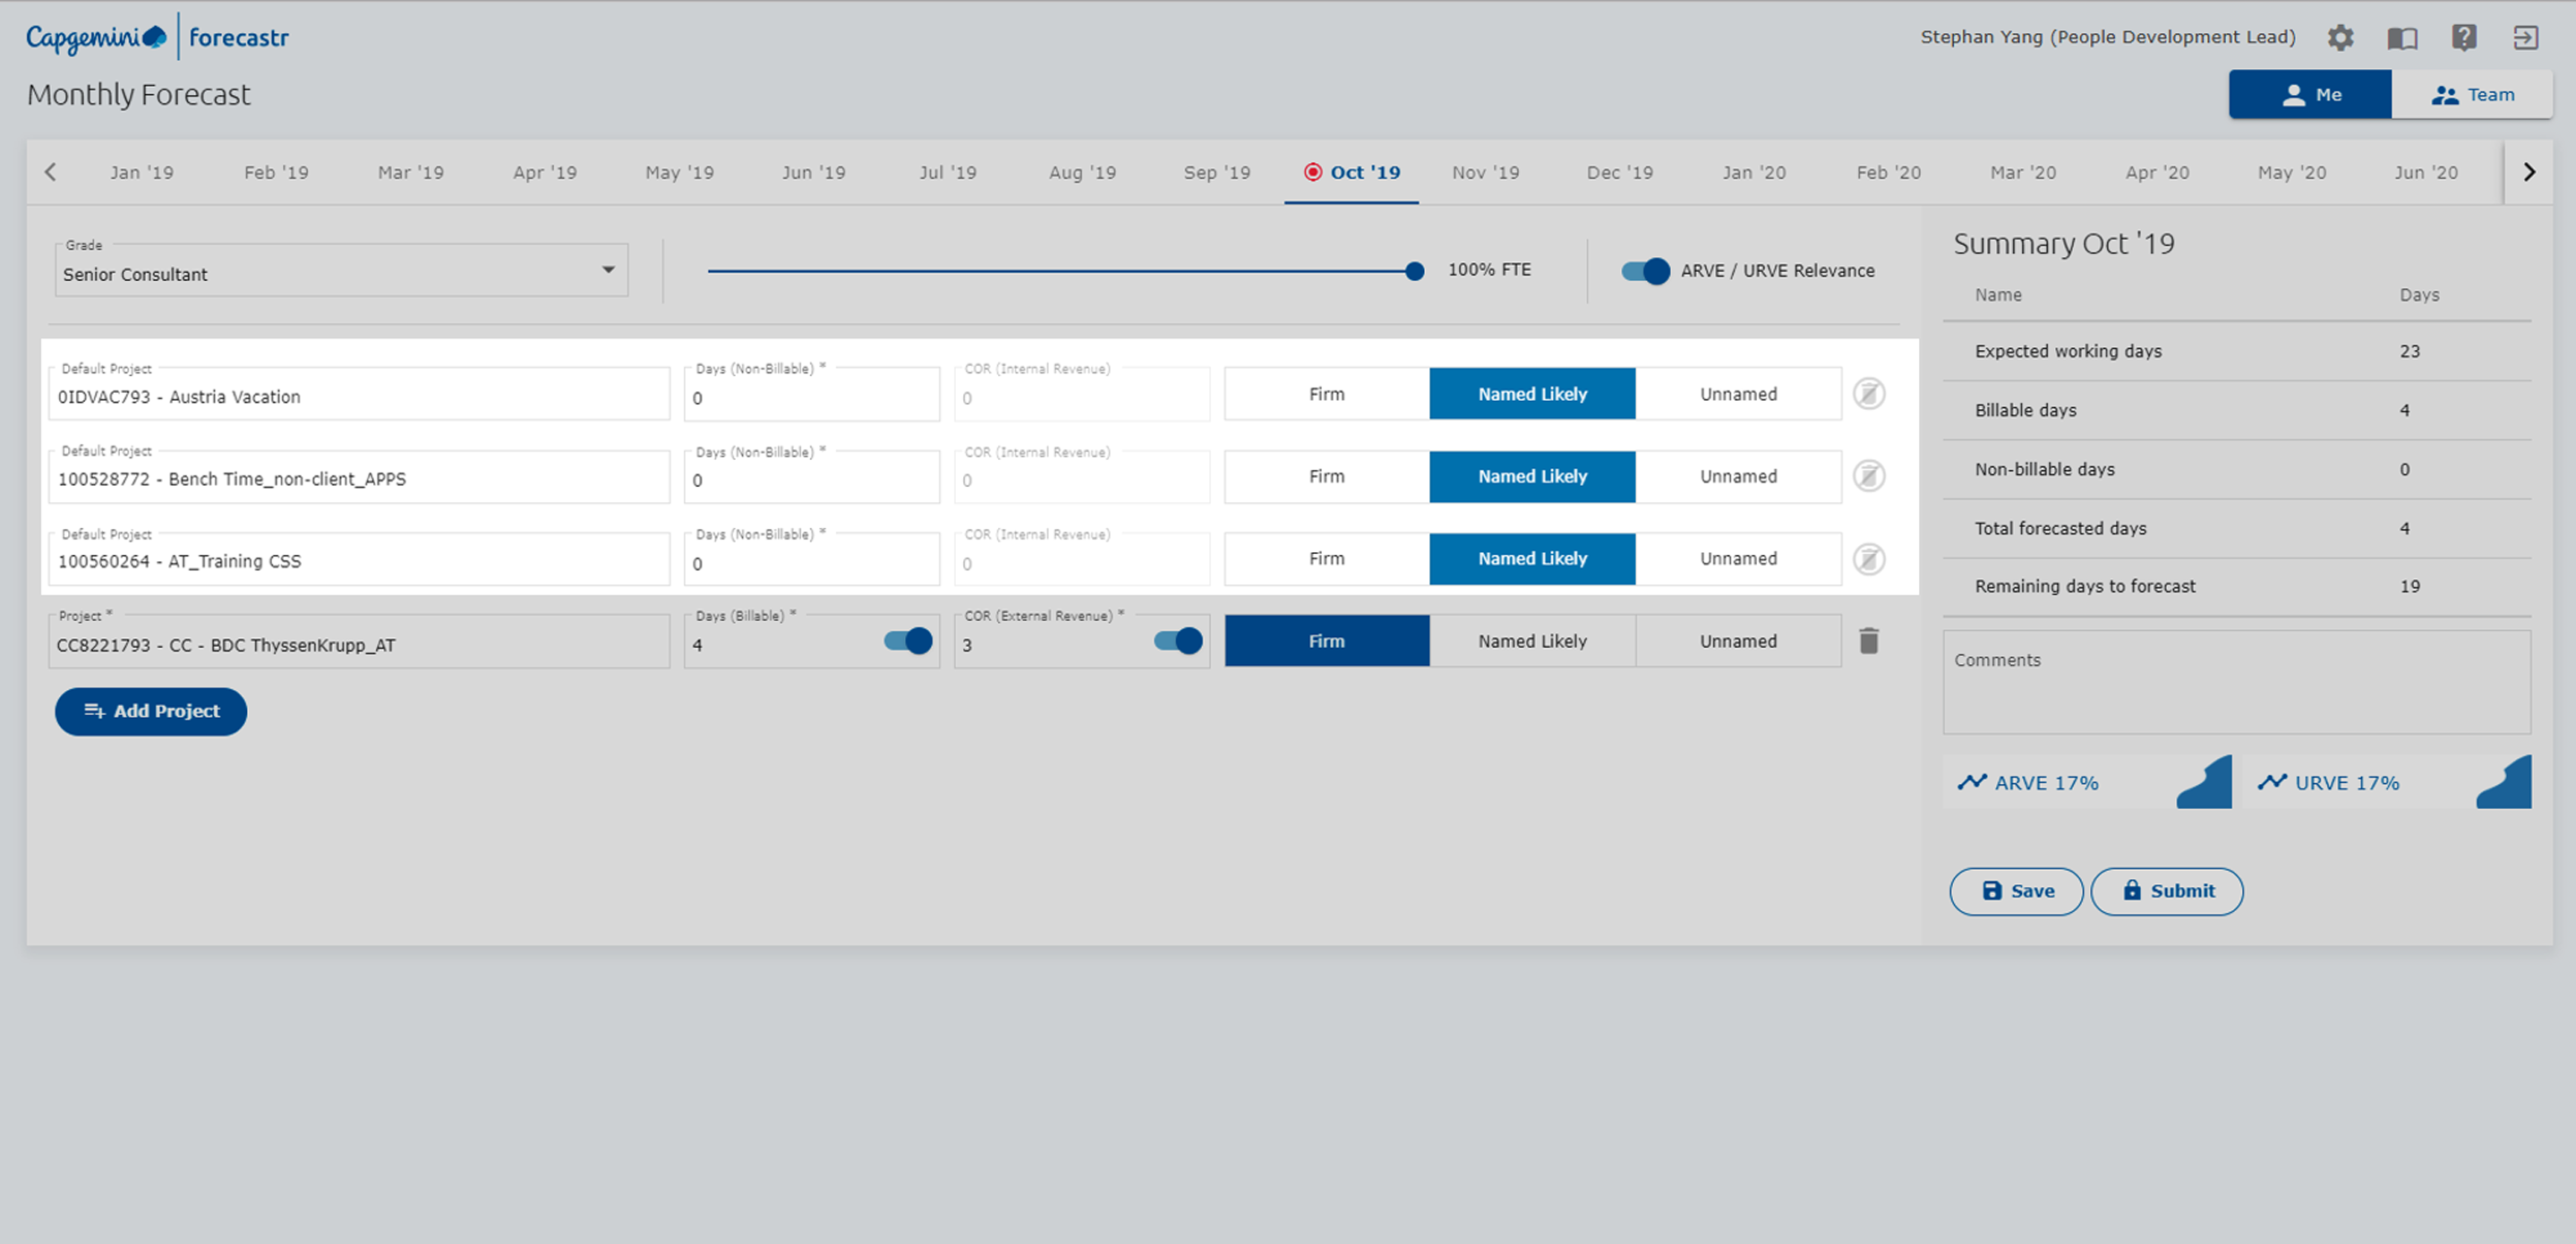 Capgemini forecastr
Stephan Yang (People Development Lead)
Monthly Forecast
Me
Team
Jan '19
Feb '19
Mar '19
Apr '19
May '19
Jun '19
Jul '19
Aug '19
Sep '19
Oct '19
Nov '19
Dec '19
Jan '20
Feb '20
Mar '20
Apr '20
May '20
Jun '20
Grade
Senior Consultant
100% FTE
ARVE / URVE Relevance
Default Project
0IDVAC793 - Austria Vacation
Days (Non-Billable) *
0
COR (Internal Revenue)
0
Firm
Named Likely
Unnamed
Default Project
100528772 - Bench Time_non-client_APPS
Days (Non-Billable) *
0
COR (Internal Revenue)
0
Firm
Named Likely
Unnamed
Default Project
100560264 - AT_Training CSS
Days (Non-Billable) *
0
COR (Internal Revenue)
0
Firm
Named Likely
Unnamed
Project *
CC8221793 - CC - BDC ThyssenKrupp_AT
Days (Billable) *
4
COR (External Revenue) *
3
Firm
Named Likely
Unnamed
Add Project
Summary Oct '19
Name Days
Expected working days 23
Billable days 4
Non-billable days 0
Total forecasted days 4
Remaining days to forecast 19
Comments
ARVE 17%
URVE 17%
Save
Submit